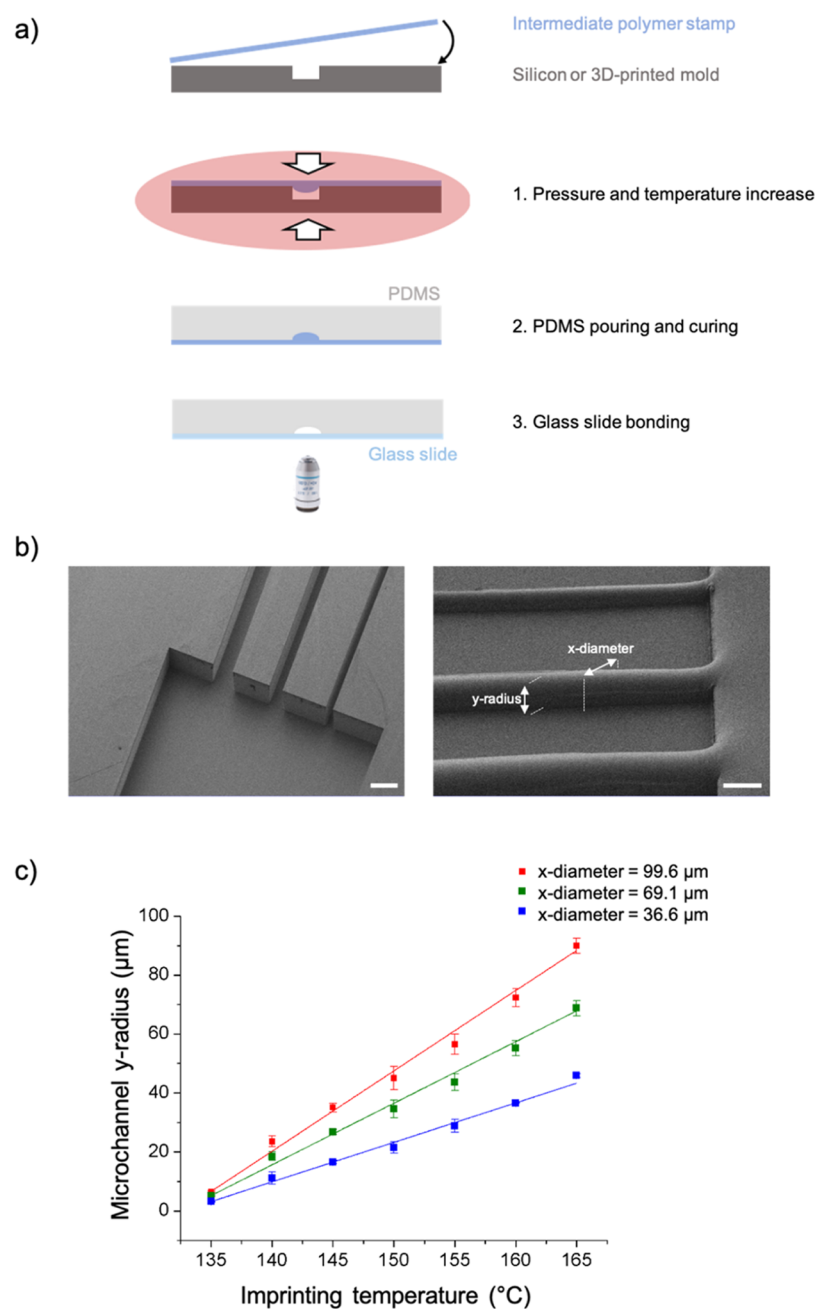 a)
Intermediate polymer stamp
Silicon or 3D-printed mold
1. Pressure and temperature increase
PDMS
2. PDMS pouring and curing
3. Glass slide bonding
Glass slide
b)
x-diameter
y-radius
c)
x-diameter = 99.6 µm
x-diameter = 69.1 µm
x-diameter = 36.6 µm
Microchannel y-radius (µm)
100
80
60
40
20
0
135 140 145 150 155 160 165
Imprinting temperature (°C)